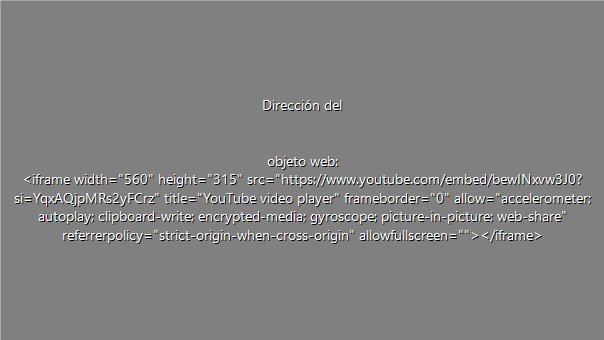 Dirección del
objeto web:
<iframe width="560" height="315" src="https://www.youtube.com/embed/bewlNxvw3J0?
si=YqxAQjpMRs2yFCrz" title="YouTube video player" frameborder="0" allow="accelerometer;
autoplay; clipboard-write; encrypted-media; gyroscope; picture-in-picture; web-share"
referrerpolicy="strict-origin-when-cross-origin" allowfullscreen=""></iframe>